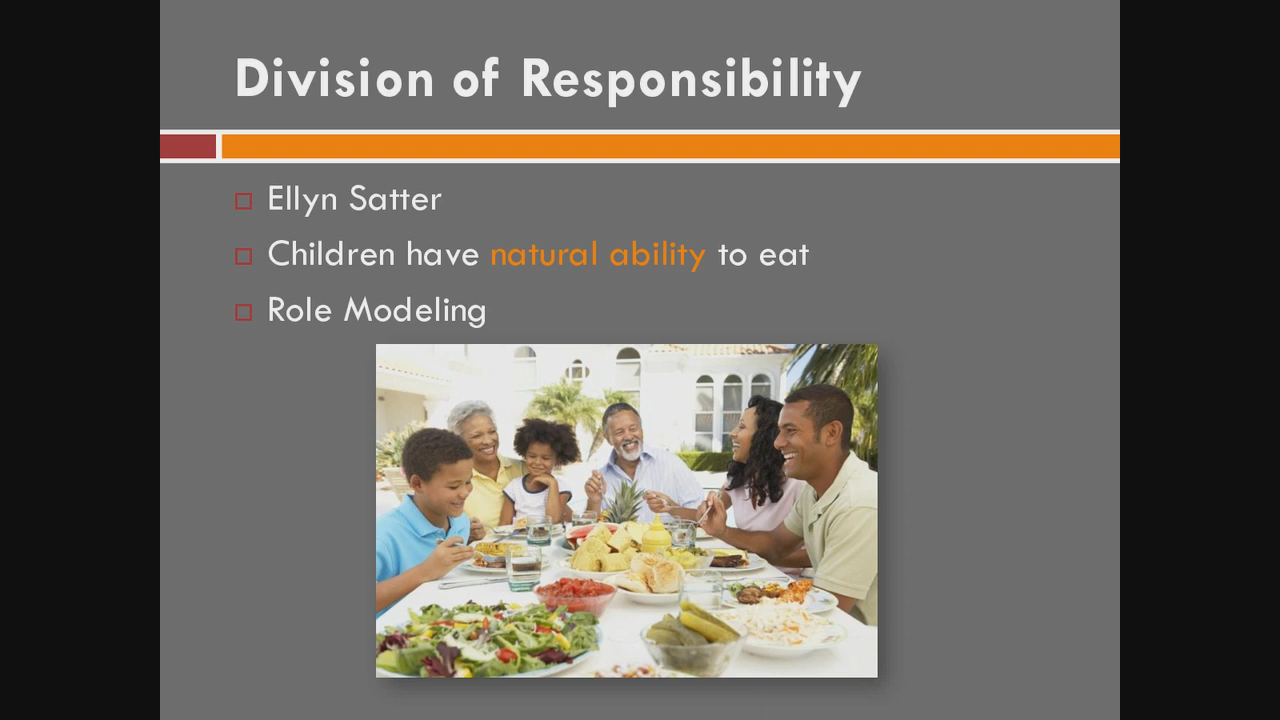 Division of Responsibility
Ellyn Satter
Children have natural ability to eat
Role Modeling